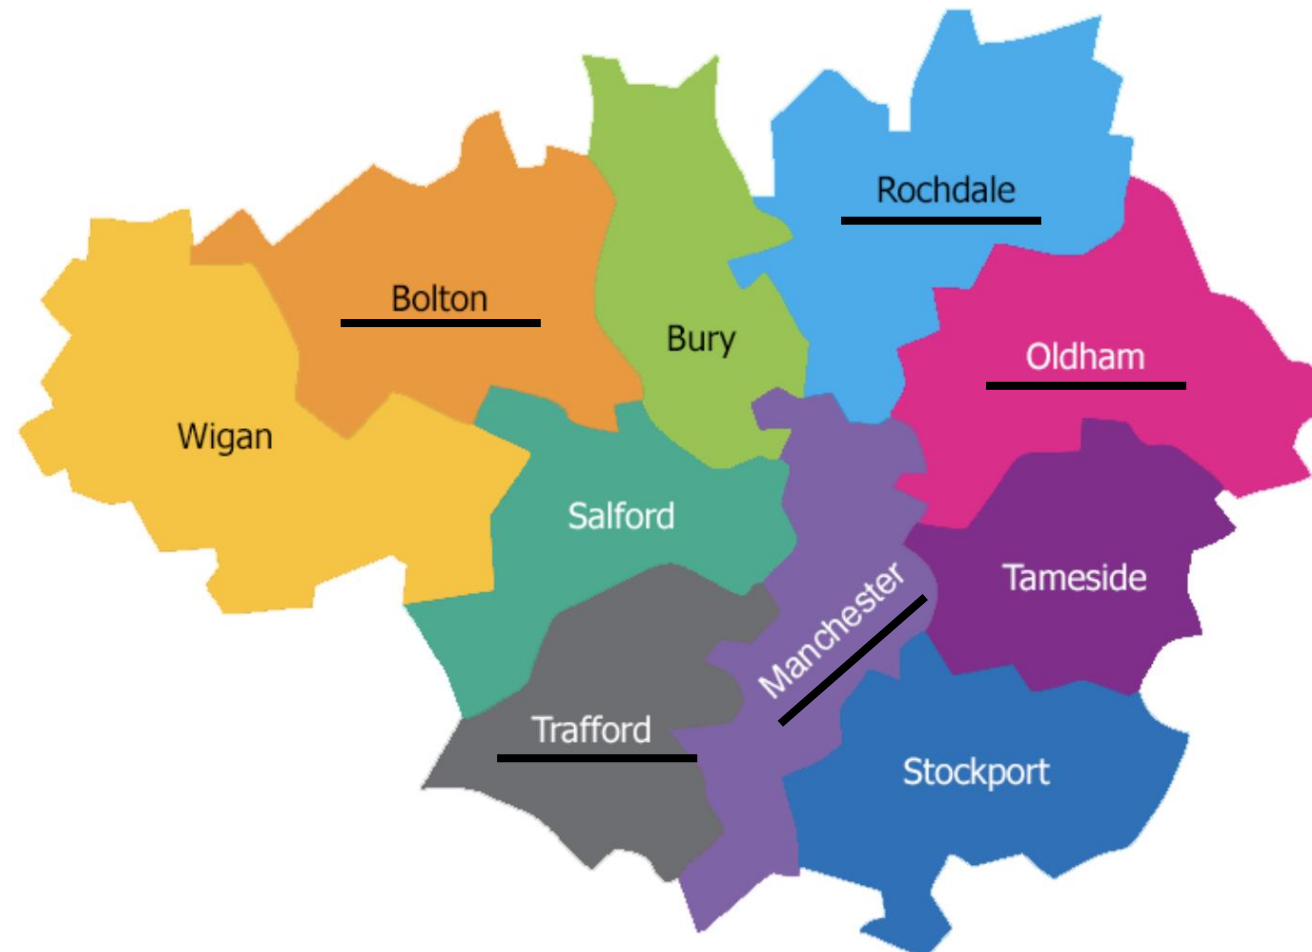 Rochdale
Bolton
Bury
Oldham
Wigan
Salford
Tameside
Manchester
Trafford
Stockport